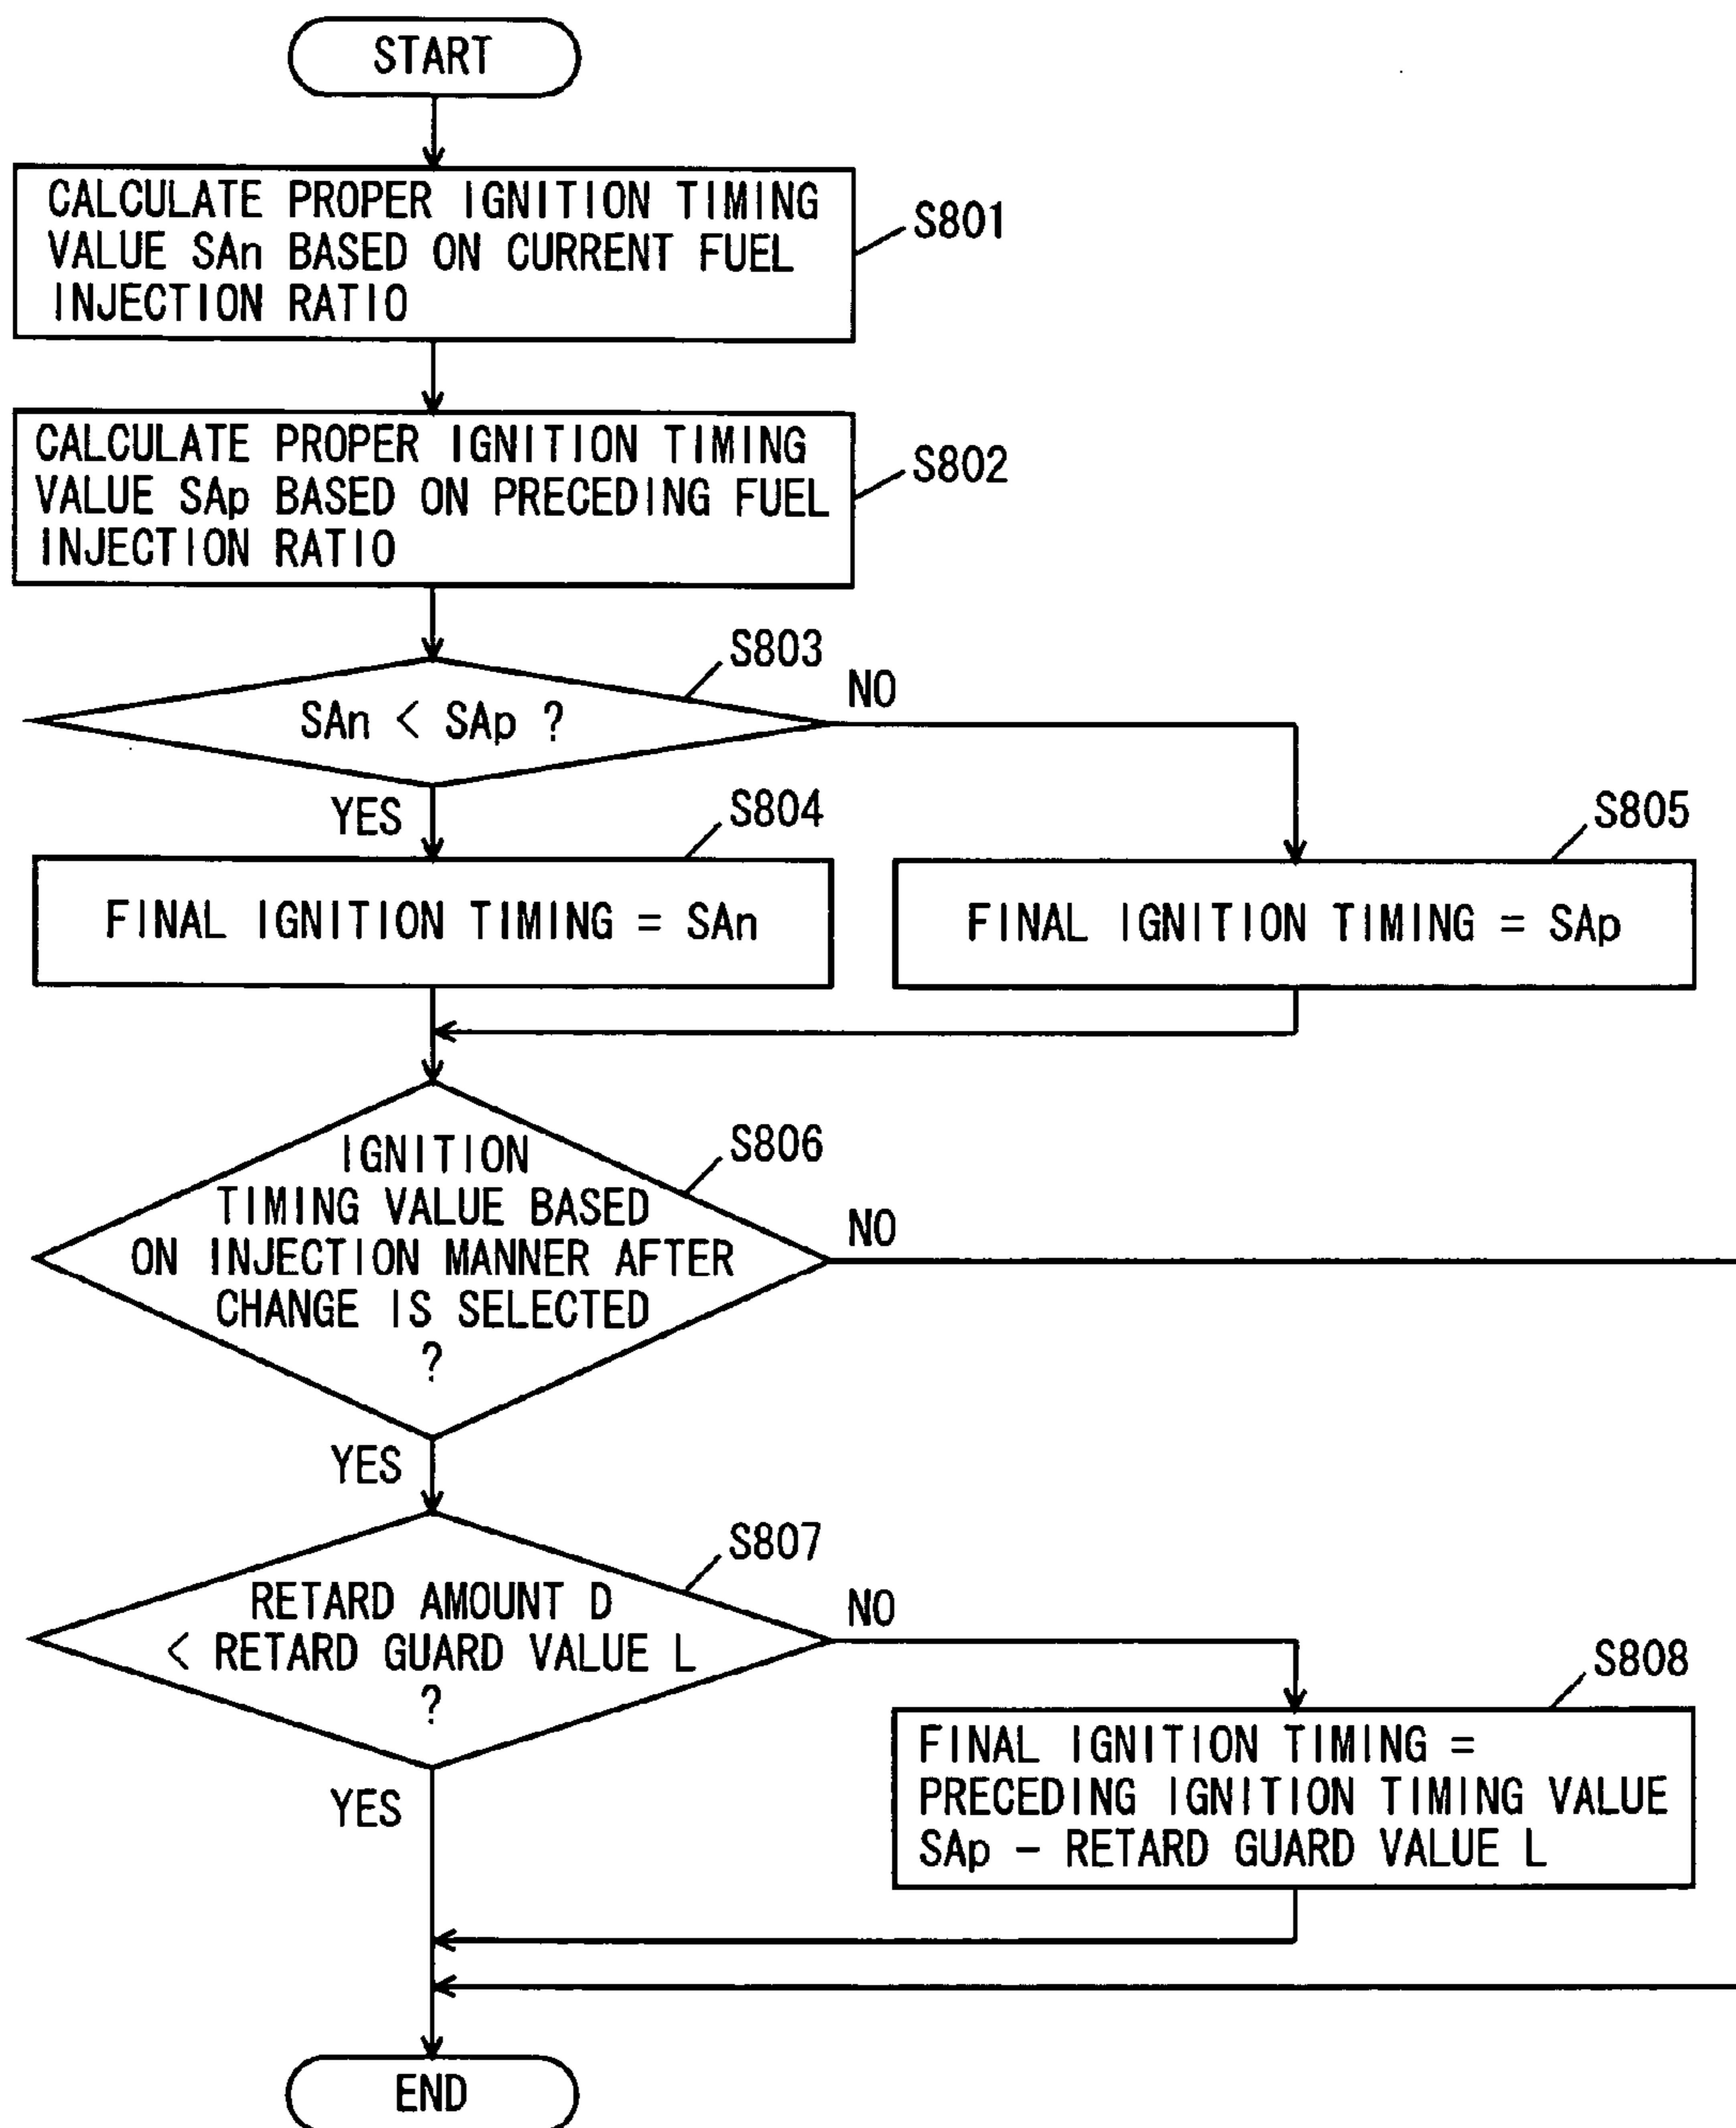 START
CALCULATE PROPER IGNITION TIMING
VALUE SAn BASED ON CURRENT FUEL
INJECTION RATIO
S801
CALCULATE PROPER IGNITION TIMING
VALUE SAp BASED ON PRECEDING FUEL
INJECTION RATIO
S802
S803
SAn < SAp ?
NO
YES
S804
FINAL IGNITION TIMING = SAn
S805
FINAL IGNITION TIMING = SAp
S806
IGNITION
TIMING VALUE BASED
ON INJECTION MANNER AFTER
CHANGE IS SELECTED
?
NO
YES
S807
RETARD AMOUNT D
< RETARD GUARD VALUE L
?
NO
YES
S808
FINAL IGNITION TIMING =
PRECEDING IGNITION TIMING VALUE
SAp – RETARD GUARD VALUE L
END